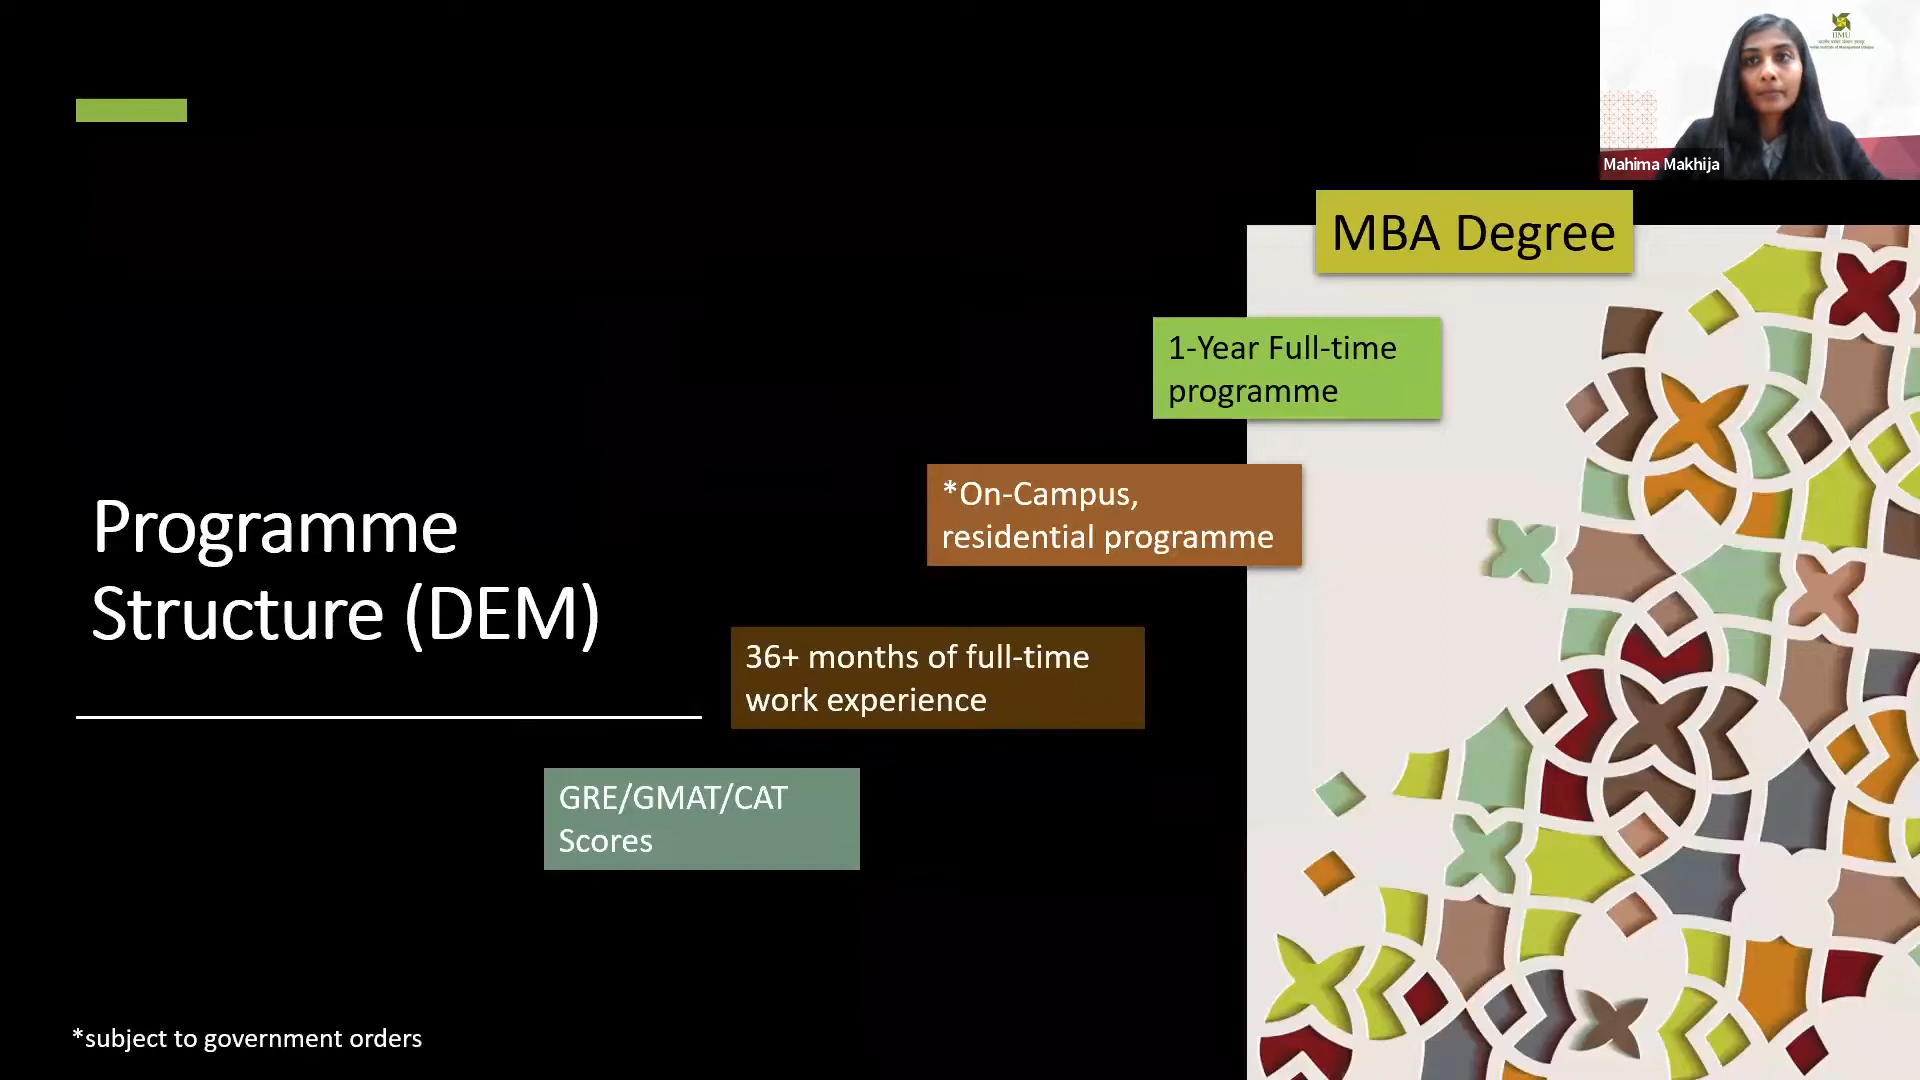 IIMU
Mahima Makhija
MBA Degree
1-Year Full-time
programme
*On-Campus,
residential programme
Programme
Structure (DEM)
36+ months of full-time
work experience
GRE/GMAT/CAT
Scores
*subject to government orders